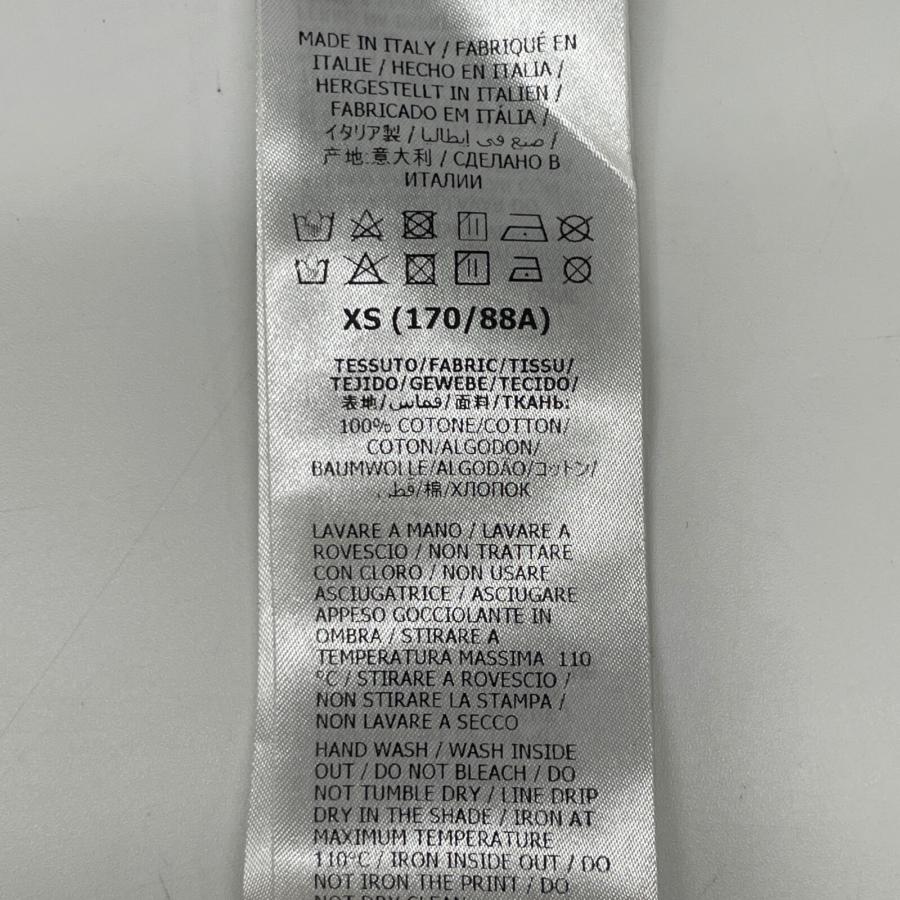 MADE IN ITALY / FABRIQUÉ EN
ITALIE / HECHO EN ITALIA /
HERGESTELLT IN ITALIEN /
FABRICADO EM ITÁLIA /
イタリア製 / صنع في إيطاليا /
产地:意大利 / СДЕЛАНО В
ИТАЛИИ
XS (170/88A)
TESSUTO/FABRIC/TISSU/
TEJIDO/GEWEBE/TECIDO/
表地/قماس/面料/ТКАНЬ:
100% COTONE/COTTON/
COTON/ALGODON/
BAUMWOLLE/ALGODÃO/コットン/
قطن/棉/ХЛОПОК
LAVARE A MANO / LAVARE A
ROVESCIO / NON TRATTARE
CON CLORO / NON USARE
ASCIUGATRICE / ASCIUGARE
APPESO GOCCIOLANTE IN
OMBRA / STIRARE A
TEMPERATURA MASSIMA 110
°C / STIRARE A ROVESCIO /
NON STIRARE LA STAMPA /
NON LAVARE A SECCO
HAND WASH / WASH INSIDE
OUT / DO NOT BLEACH / DO
NOT TUMBLE DRY / LINE DRIP
DRY IN THE SHADE / IRON AT
MAXIMUM TEMPERATURE
110°C / IRON INSIDE OUT / DO
NOT IRON THE PRINT / DO
NOT DRY CLEAN